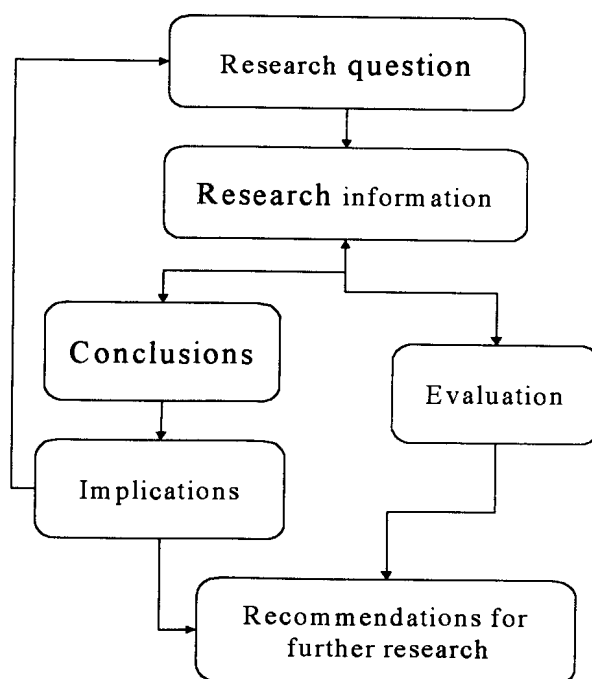 Research question
Research information
Conclusions
Evaluation
Implications
Recommendations for
further research